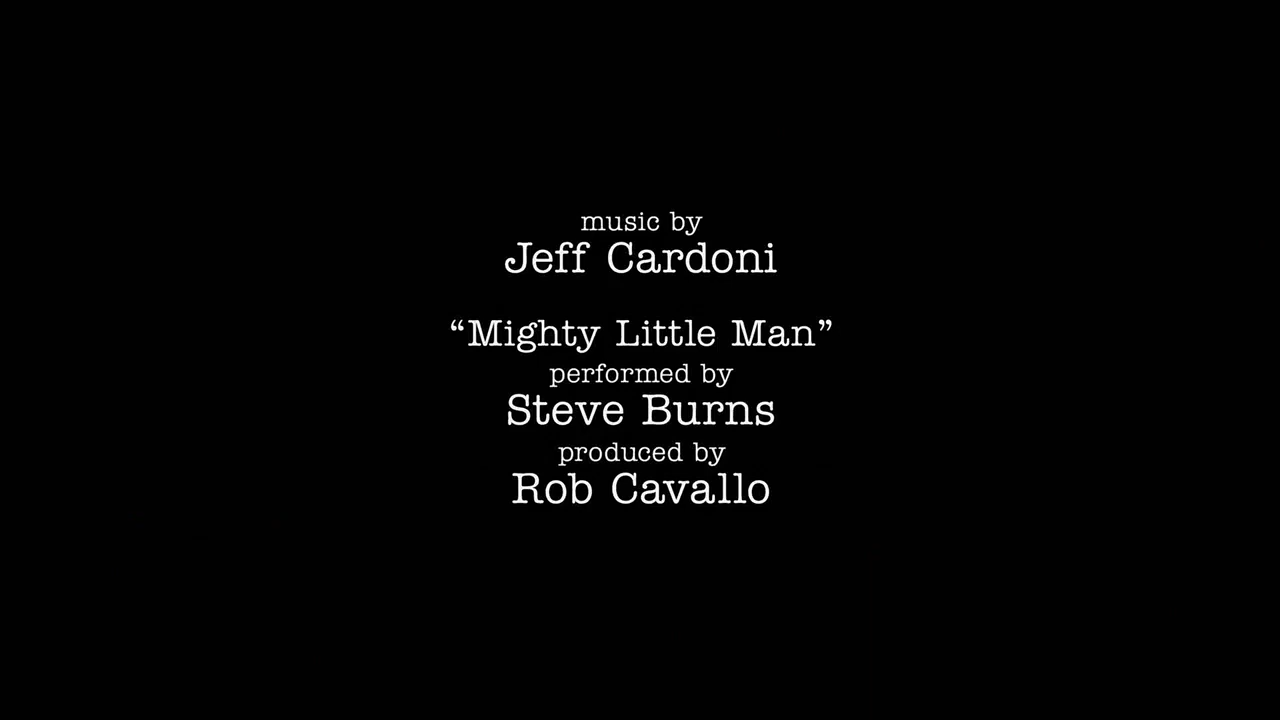 music by
Jeff Cardoni
“Mighty Little Man”
performed by
Steve Burns
produced by
Rob Cavallo